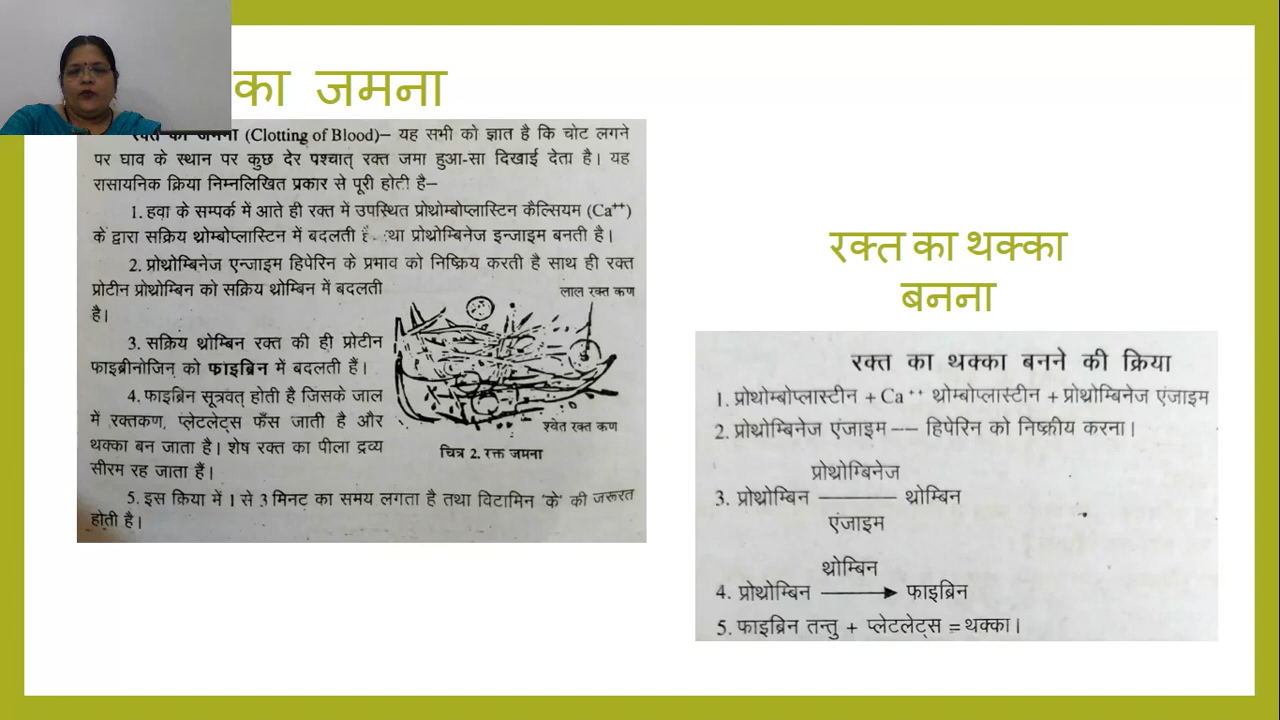 का जमना
रक्त का जमना (Clotting of Blood)– यह सभी को ज्ञात है कि चोट लगने
पर घाव के स्थान पर कुछ देर पश्चात् रक्त जमा हुआ-सा दिखाई देता है। यह
रासायनिक क्रिया निम्नलिखित प्रकार से पूरी होती है–
1. हवा के सम्पर्क में आते ही रक्त में उपस्थित प्रोथोम्बोप्लास्टिन कैल्सियम (Ca⁺⁺)
के द्वारा सक्रिय थ्रोम्बोप्लास्टिन में बदलती है तथा प्रोथोम्बिनेज इन्जाइम बनती है।
2. प्रोथ्रोम्बिनेज एन्जाइम हिपेरिन के प्रभाव को निष्क्रिय करती है साथ ही रक्त
प्रोटीन प्रोथ्रोम्बिन को सक्रिय थ्रोम्बिन में बदलती
है।
3. सक्रिय थ्रोम्बिन रक्त की ही प्रोटीन
फाइब्रीनोजिन को फाइब्रिन में बदलती हैं।
4. फाइब्रिन सूत्रवत् होती है जिसके जाल
में रक्तकण, प्लेटलेट्स फँस जाती है और
थक्का बन जाता है। शेष रक्त का पीला द्रव्य
सीरम रह जाता हैं।
लाल रक्त कण
श्वेत रक्त कण
चित्र 2. रक्त जमना
5. इस किया में 1 से 3 मिनट का समय लगता है तथा विटामिन 'के' की जरूरत
होती है।
रक्त का थक्का
बनना
रक्त का थक्का बनने की क्रिया
1. प्रोथोम्बोप्लास्टीन + Ca⁺⁺ थोम्बोप्लास्टीन + प्रोथ्रोम्बिनेज एंजाइम
2. प्रोथ्रोम्बिनेज एंजाइम –– हिपेरिन को निष्क्रीय करना।
प्रोथ्रोम्बिनेज
3. प्रोथ्रोम्बिन ——— थ्रोम्बिन
एंजाइम
थ्रोम्बिन
4. प्रोथ्रोम्बिन ⟶ फाइब्रिन
5. फाइब्रिन तन्तु + प्लेटलेट्स = थक्का।